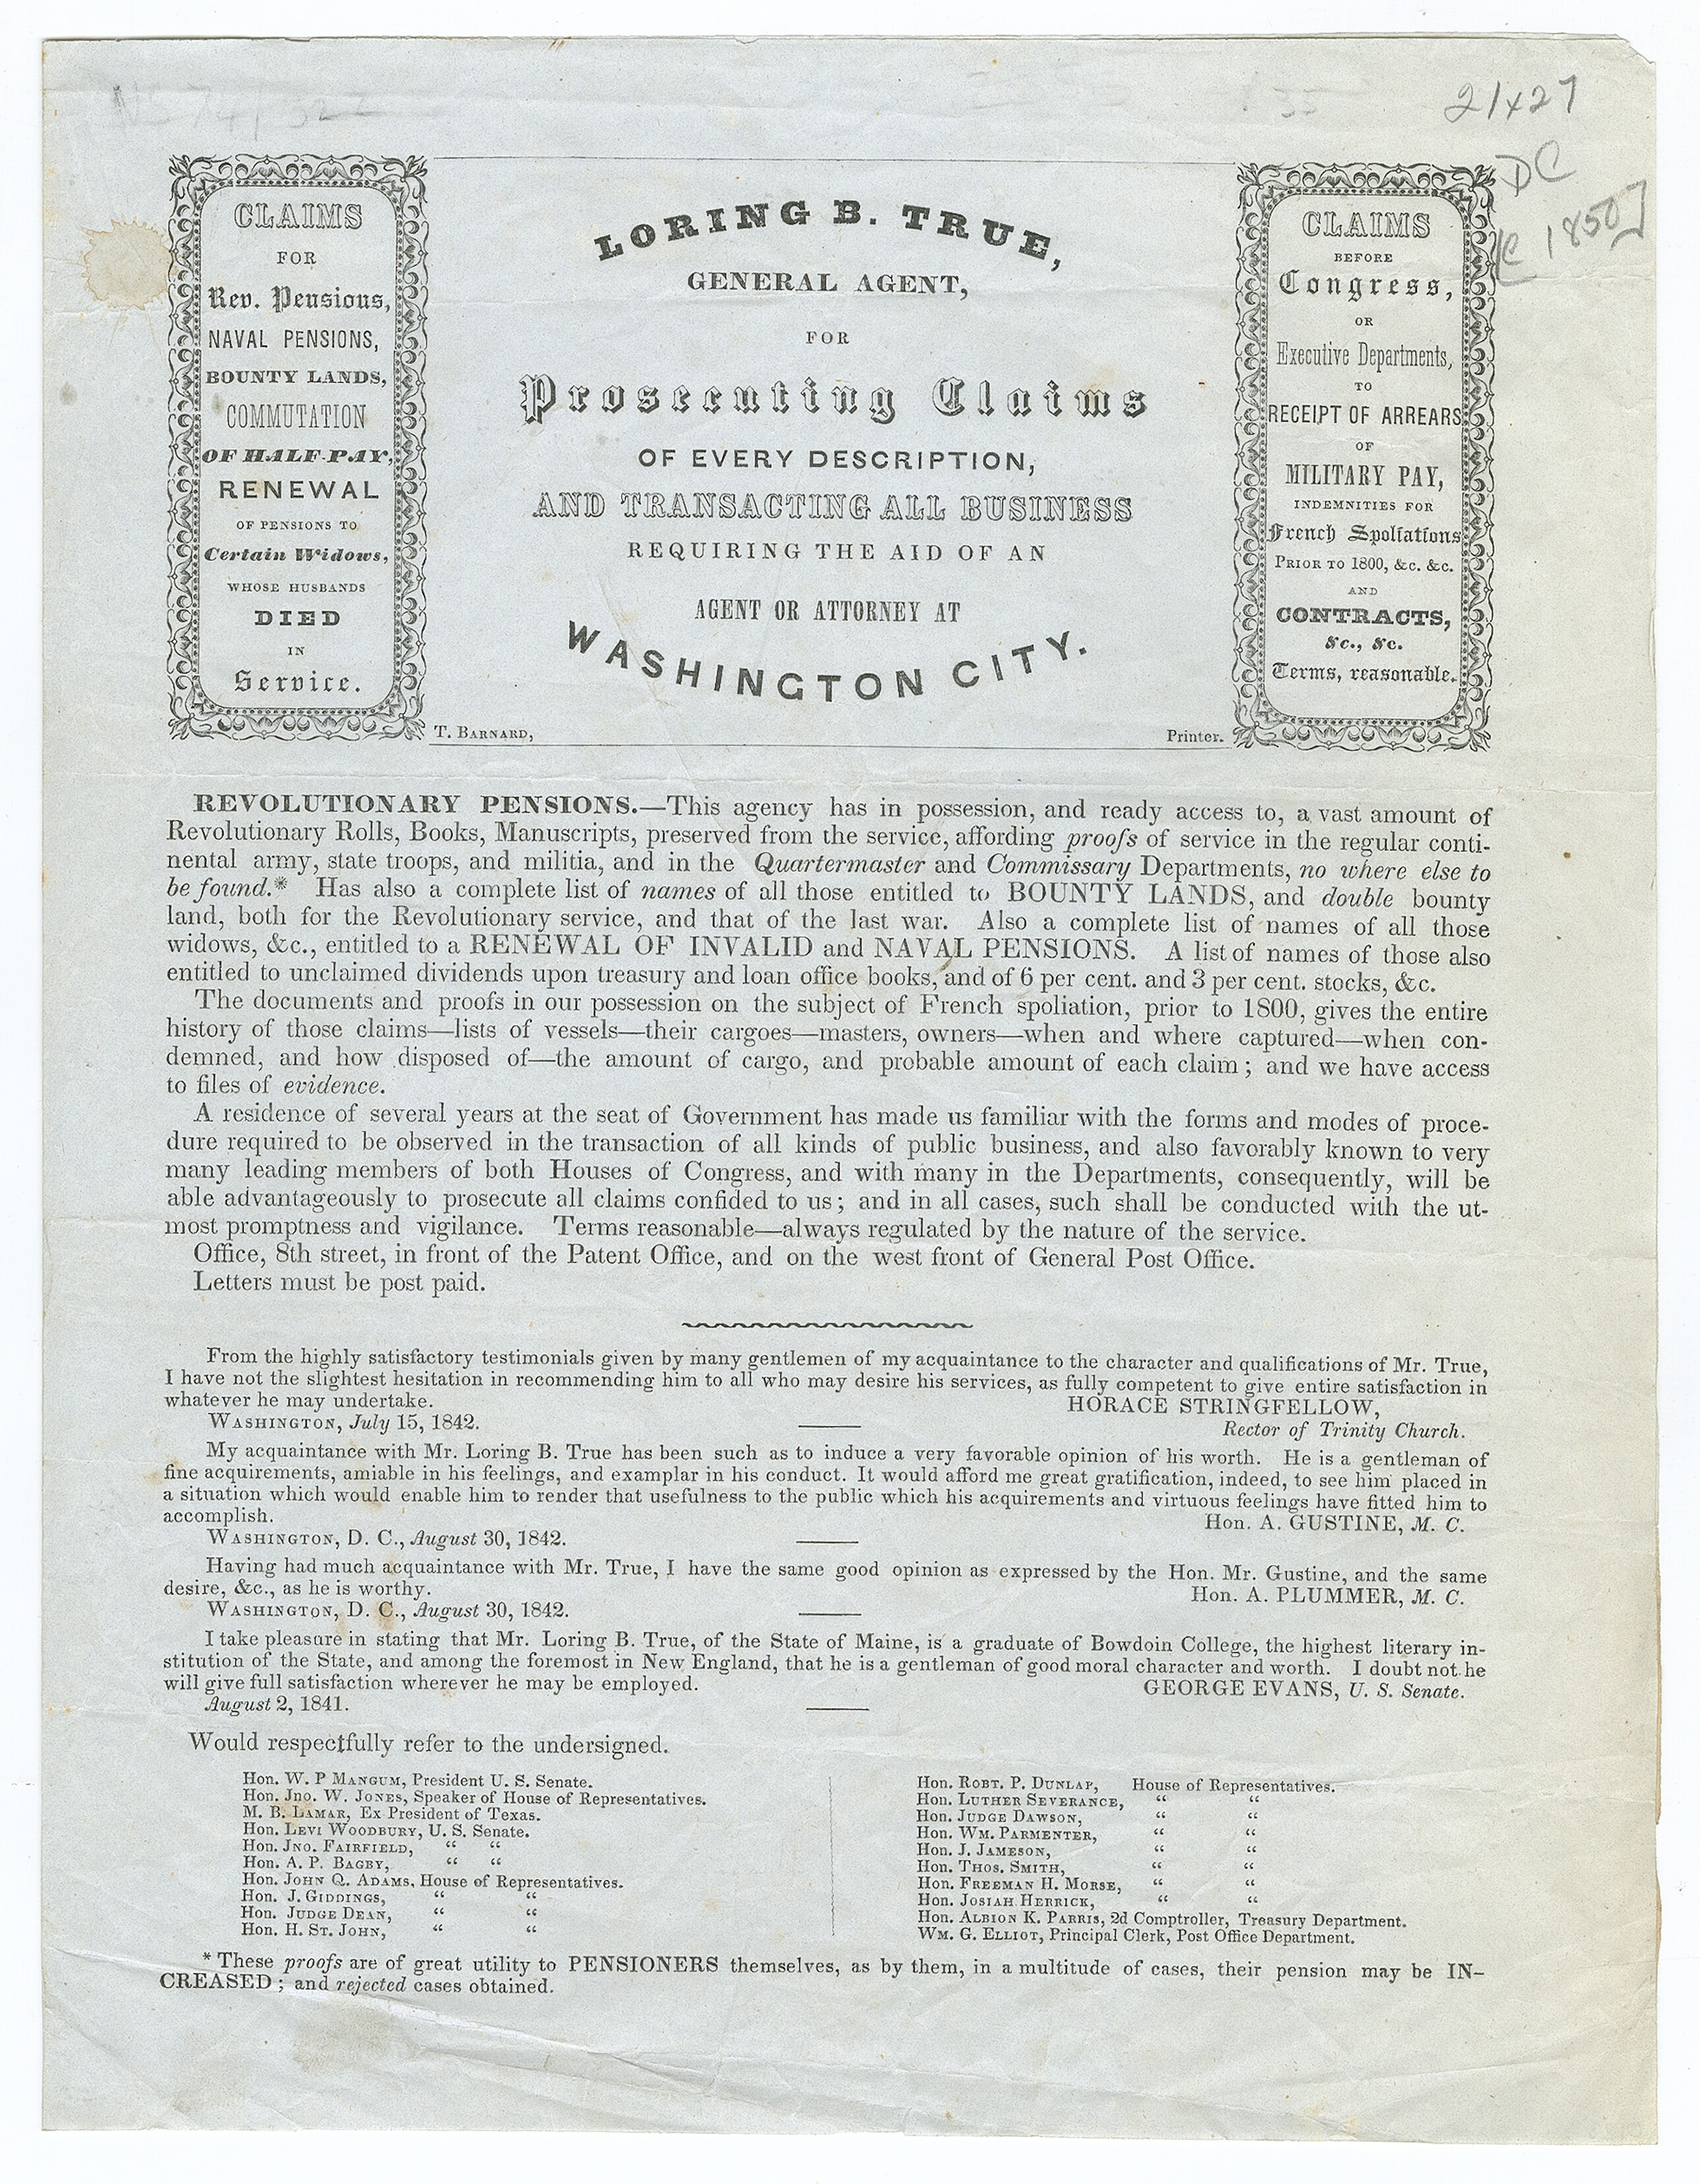 21x27
DC
[c 1850]
CLAIMS
FOR
Rev. Pensions,
NAVAL PENSIONS,
BOUNTY LANDS,
COMMUTATION
OF HALF-PAY,
RENEWAL
OF PENSIONS TO
Certain Widows,
WHOSE HUSBANDS
DIED
IN
Service.
LORING B. TRUE,
GENERAL AGENT,
FOR
Prosecuting Claims
OF EVERY DESCRIPTION,
AND TRANSACTING ALL BUSINESS
REQUIRING THE AID OF AN
AGENT OR ATTORNEY AT
WASHINGTON CITY.
T. BARNARD,
Printer.
CLAIMS
BEFORE
Congress,
OR
Executive Departments,
TO
RECEIPT OF ARREARS
OF
MILITARY PAY,
INDEMNITIES FOR
French Spoliations
PRIOR TO 1800, &c. &c.
AND
CONTRACTS,
&c., &c.
Terms, reasonable.
REVOLUTIONARY PENSIONS.—This agency has in possession, and ready access to, a vast amount of
Revolutionary Rolls, Books, Manuscripts, preserved from the service, affording proofs of service in the regular conti-
nental army, state troops, and militia, and in the Quartermaster and Commissary Departments, no where else to
be found.* Has also a complete list of names of all those entitled to BOUNTY LANDS, and double bounty
land, both for the Revolutionary service, and that of the last war. Also a complete list of names of all those
widows, &c., entitled to a RENEWAL OF INVALID and NAVAL PENSIONS. A list of names of those also
entitled to unclaimed dividends upon treasury and loan office books, and of 6 per cent. and 3 per cent. stocks, &c.
The documents and proofs in our possession on the subject of French spoliation, prior to 1800, gives the entire
history of those claims—lists of vessels—their cargoes—masters, owners—when and where captured—when con-
demned, and how disposed of—the amount of cargo, and probable amount of each claim; and we have access
to files of evidence.
A residence of several years at the seat of Government has made us familiar with the forms and modes of proce-
dure required to be observed in the transaction of all kinds of public business, and also favorably known to very
many leading members of both Houses of Congress, and with many in the Departments, consequently, will be
able advantageously to prosecute all claims confided to us; and in all cases, such shall be conducted with the ut-
most promptness and vigilance. Terms reasonable—always regulated by the nature of the service.
Office, 8th street, in front of the Patent Office, and on the west front of General Post Office.
Letters must be post paid.
From the highly satisfactory testimonials given by many gentlemen of my acquaintance to the character and qualifications of Mr. True,
I have not the slightest hesitation in recommending him to all who may desire his services, as fully competent to give entire satisfaction in
whatever he may undertake. HORACE STRINGFELLOW,
WASHINGTON, July 15, 1842. Rector of Trinity Church.
My acquaintance with Mr. Loring B. True has been such as to induce a very favorable opinion of his worth. He is a gentleman of
fine acquirements, amiable in his feelings, and examplar in his conduct. It would afford me great gratification, indeed, to see him placed in
a situation which would enable him to render that usefulness to the public which his acquirements and virtuous feelings have fitted him to
accomplish. Hon. A. GUSTINE, M. C.
WASHINGTON, D. C., August 30, 1842.
Having had much acquaintance with Mr. True, I have the same good opinion as expressed by the Hon. Mr. Gustine, and the same
desire, &c., as he is worthy. Hon. A. PLUMMER, M. C.
WASHINGTON, D. C., August 30, 1842.
I take pleasure in stating that Mr. Loring B. True, of the State of Maine, is a graduate of Bowdoin College, the highest literary in-
stitution of the State, and among the foremost in New England, that he is a gentleman of good moral character and worth. I doubt not he
will give full satisfaction wherever he may be employed. GEORGE EVANS, U. S. Senate.
August 2, 1841.
Would respectfully refer to the undersigned.
Hon. W. P MANGUM, President U. S. Senate.
Hon. JNO. W. JONES, Speaker of House of Representatives.
M. B. LAMAR, Ex President of Texas.
Hon. LEVI WOODBURY, U. S. Senate.
Hon. JNO. FAIRFIELD, “ “
Hon. A. P. BAGBY, “ “
Hon. JOHN Q. ADAMS, House of Representatives.
Hon. J. GIDDINGS, “ “
Hon. JUDGE DEAN, “ “
Hon. H. ST. JOHN, “ “
Hon. ROBT. P. DUNLAP, House of Representatives.
Hon. LUTHER SEVERANCE, “ “
Hon. JUDGE DAWSON, “ “
Hon. WM. PARMENTER, “ “
Hon. J. JAMESON, “ “
Hon. THOS. SMITH, “ “
Hon. FREEMAN H. MORSE, “ “
Hon. JOSIAH HERRICK, “ “
Hon. ALBION K. PARRIS, 2d Comptroller, Treasury Department.
WM. G. ELLIOT, Principal Clerk, Post Office Department.
* These proofs are of great utility to PENSIONERS themselves, as by them, in a multitude of cases, their pension may be IN-
CREASED; and rejected cases obtained.